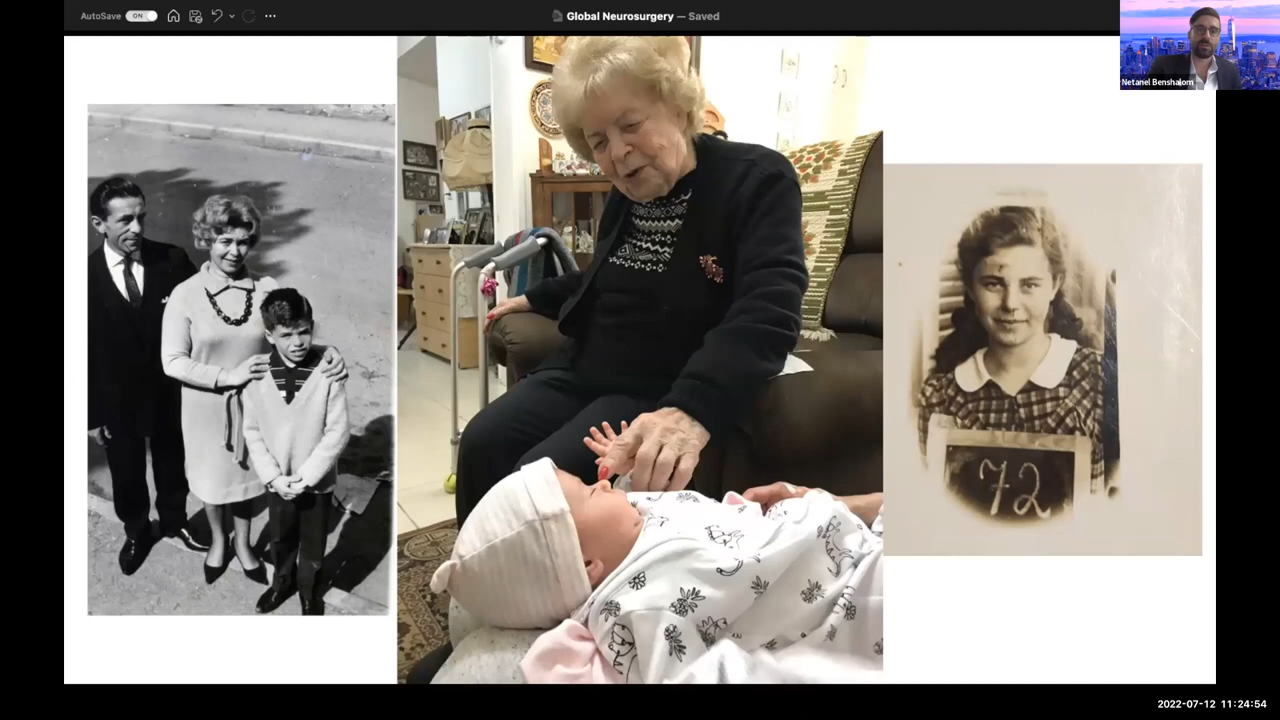 AutoSave ON
Global Neurosurgery — Saved
Netanel Benshalom
72
2022-07-12 11:24:54